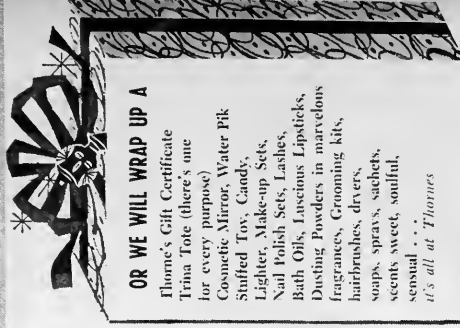 OR WE WILL WRAP UP A
Thorne's Gift Certificate
Trina Tote (there's one
for every purpose)
Cosmetic Mirror, Water Pik
Stuffed Toy, Candy,
Lighter, Make-up Sets,
Nail Polish Sets, Lashes,
Bath Oils, Luscious Lipsticks,
Dusting Powders in marvelous
fragrances, Grooming kits,
hairbrushes, dryers,
soaps, sprays, sachets,
scents sweet, soulful,
sensual . . .
it's all at Thornes